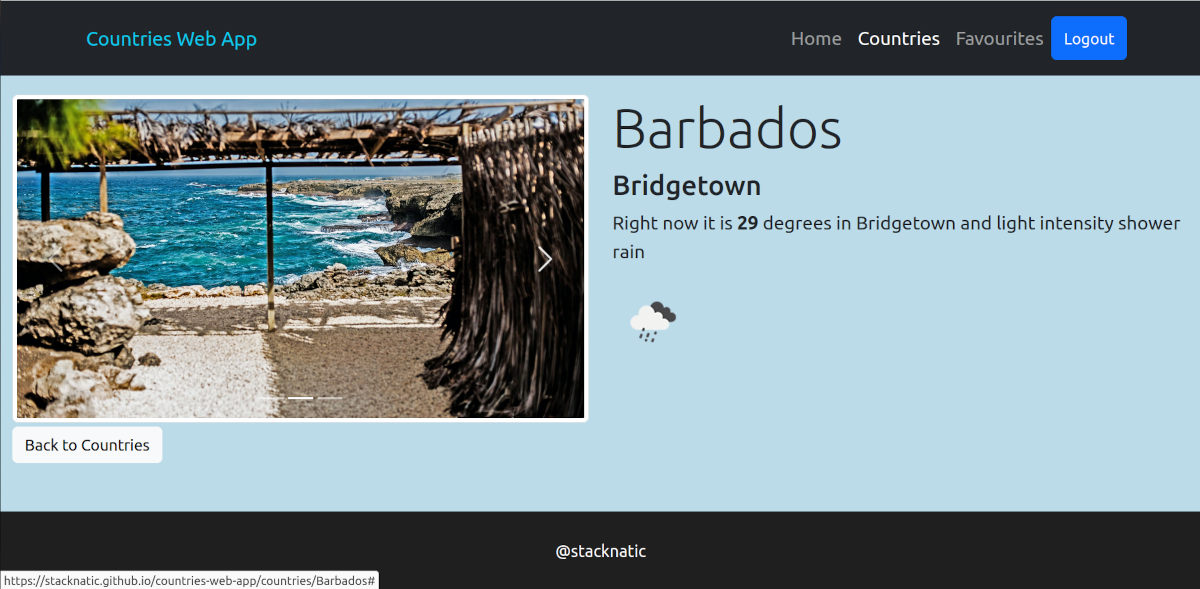 Countries Web App
Home Countries Favourites Logout
Barbados
Bridgetown
Right now it is 29 degrees in Bridgetown and light intensity shower
rain
Back to Countries
@stacknatic
https://stacknatic.github.io/countries-web-app/countries/Barbados#